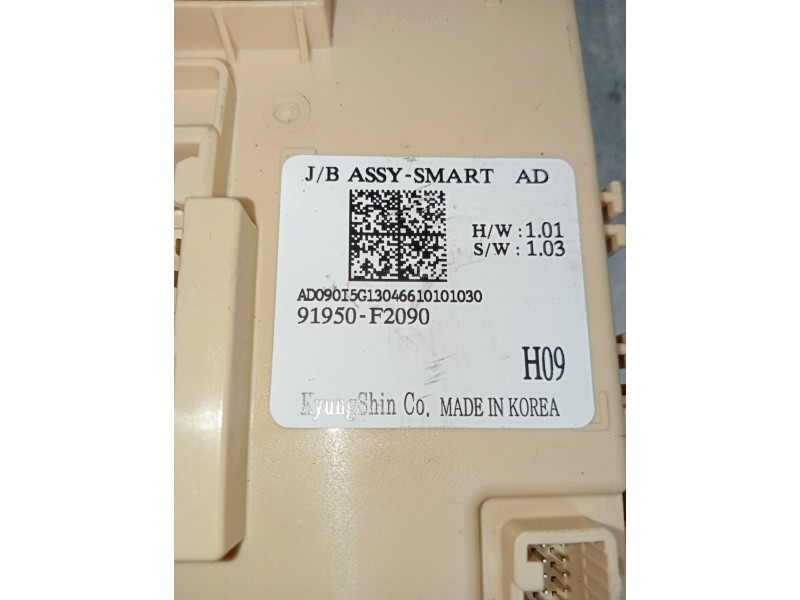 J/B ASSY-SMART AD
H/W : 1.01
S/W : 1.03
AD090I5G13046610101030
91950-F2090
H09
KyungShin Co. MADE IN KOREA